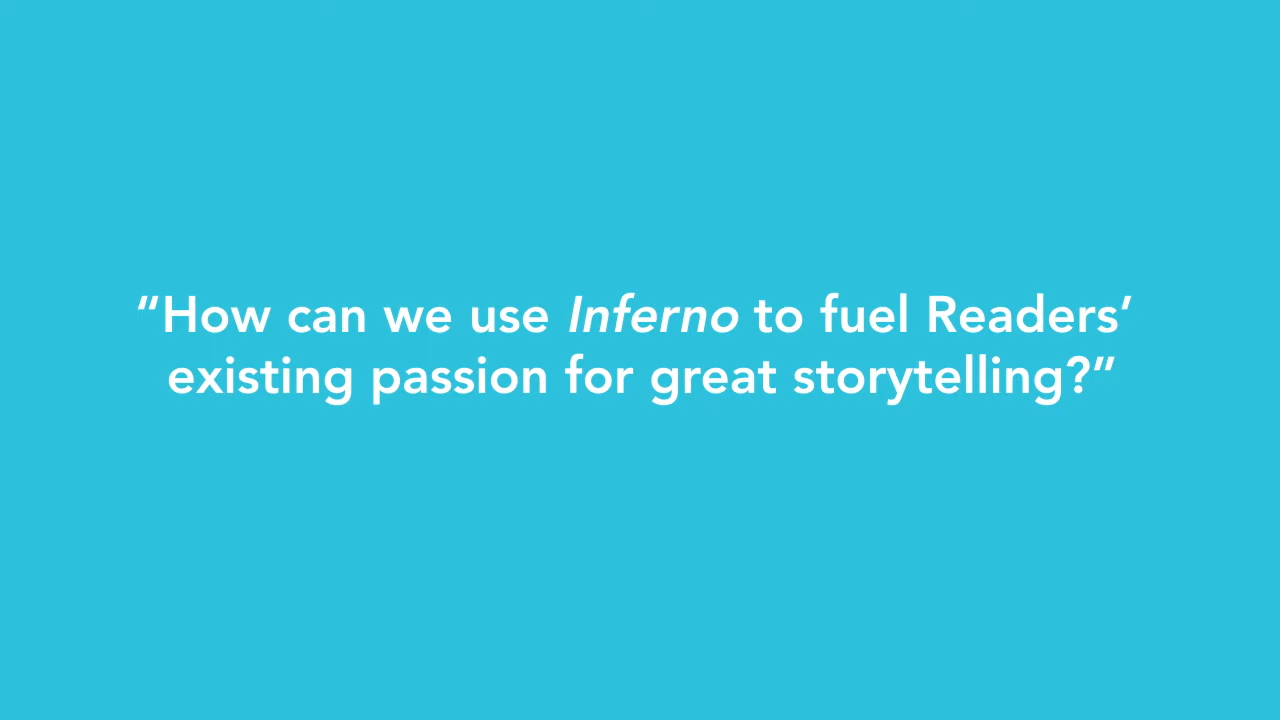 “How can we use Inferno to fuel Readers’
existing passion for great storytelling?”